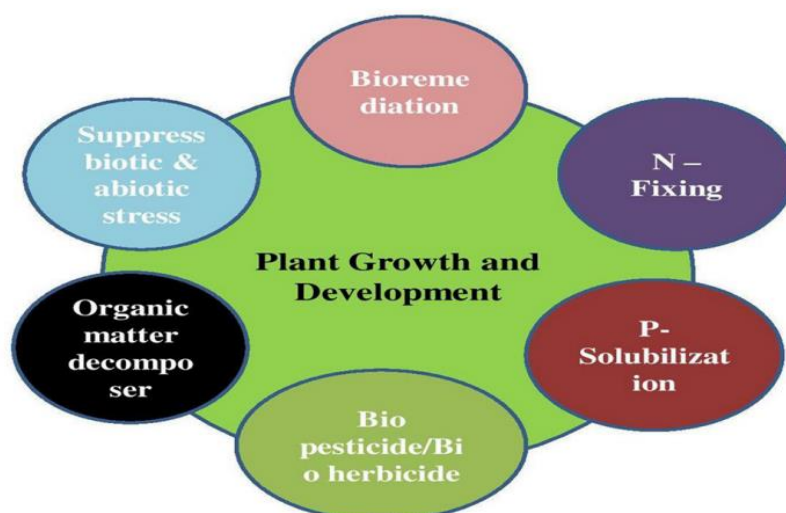 Bioreme
diation
Suppress
biotic &
abiotic
stress
N –
Fixing
Plant Growth and
Development
Organic
matter
decompo
ser
P-
Solubilizat
ion
Bio
pesticide/Bi
o herbicide